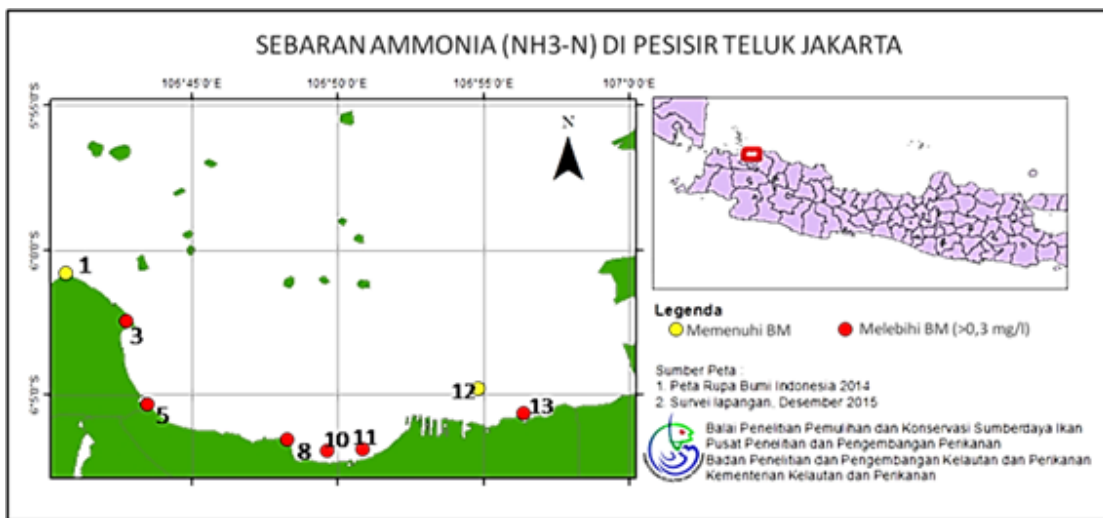 SEBARAN AMMONIA (NH3-N) DI PESISIR TELUK JAKARTA
106°45'0"E
106°50'0"E
106°55'0"E
107°0'0"E
5°55'0"S
6°0'0"S
6°5'0"S
N
1
3
5
8
10
11
12
13
Legenda
Memenuhi BM
Melebihi BM (>0,3 mg/l)
Sumber Peta :
1. Peta Rupa Bumi Indonesia 2014
2. Survei lapangan, Desember 2015
Balai Penelitian Pemulihan dan Konservasi Sumberdaya Ikan
Pusat Penelitian dan Pengembangan Perikanan
Badan Penelitian dan Pengembangan Kelautan dan Perikanan
Kementerian Kelautan dan Perikanan